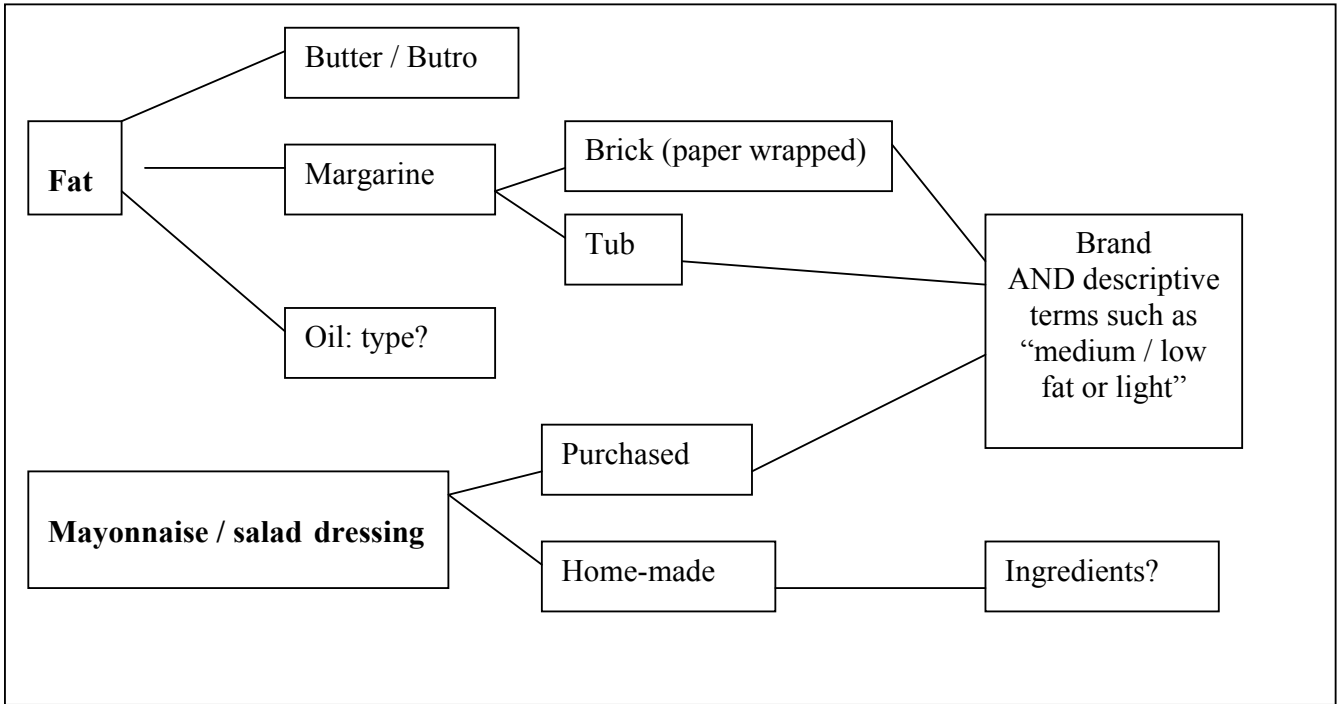 Butter / Butro
Fat
Margarine
Brick (paper wrapped)
Tub
Oil: type?
Brand
AND descriptive
terms such as
“medium / low
fat or light”
Mayonnaise / salad dressing
Purchased
Home-made
Ingredients?